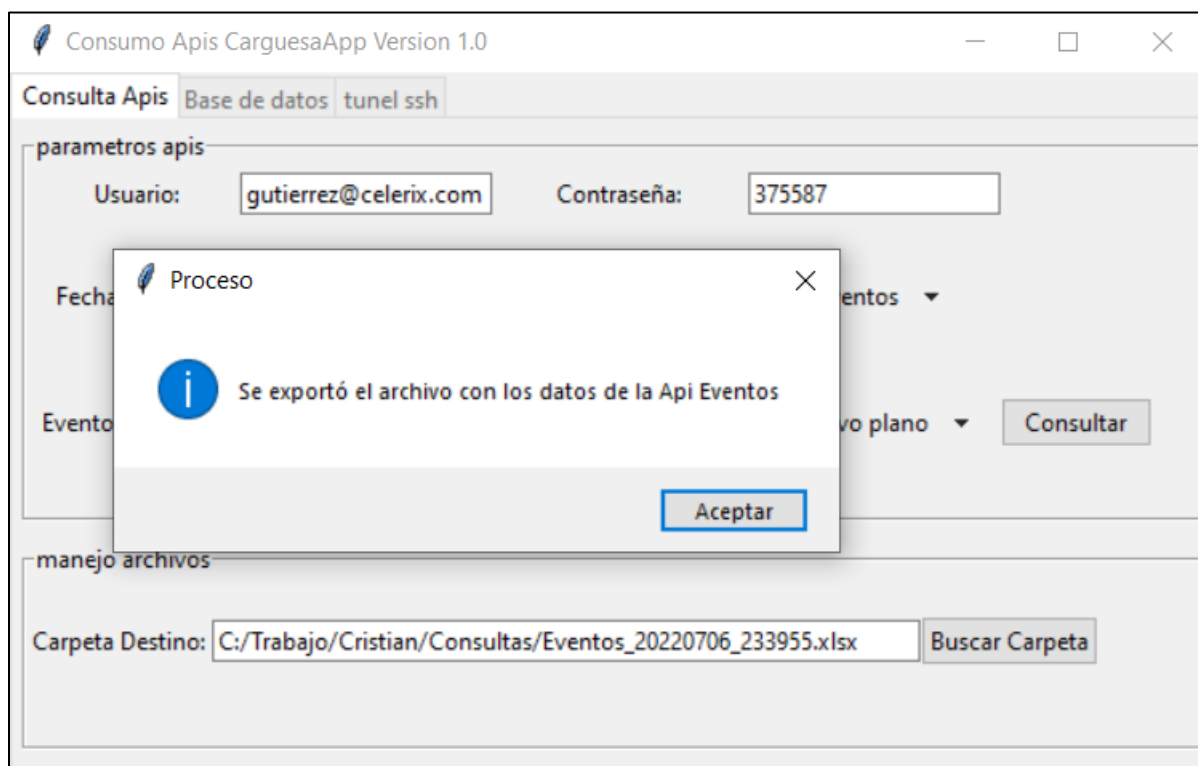 Consumo Apis CarguesaApp Version 1.0
Consulta Apis Base de datos tunel ssh
parametros apis
Usuario: gutierrez@celerix.com Contraseña: 375587
Proceso
Se exportó el archivo con los datos de la Api Eventos
Aceptar
plano Consultar
manejo archivos
Carpeta Destino: C:/Trabajo/Cristian/Consultas/Eventos_20220706_233955.xlsx Buscar Carpeta